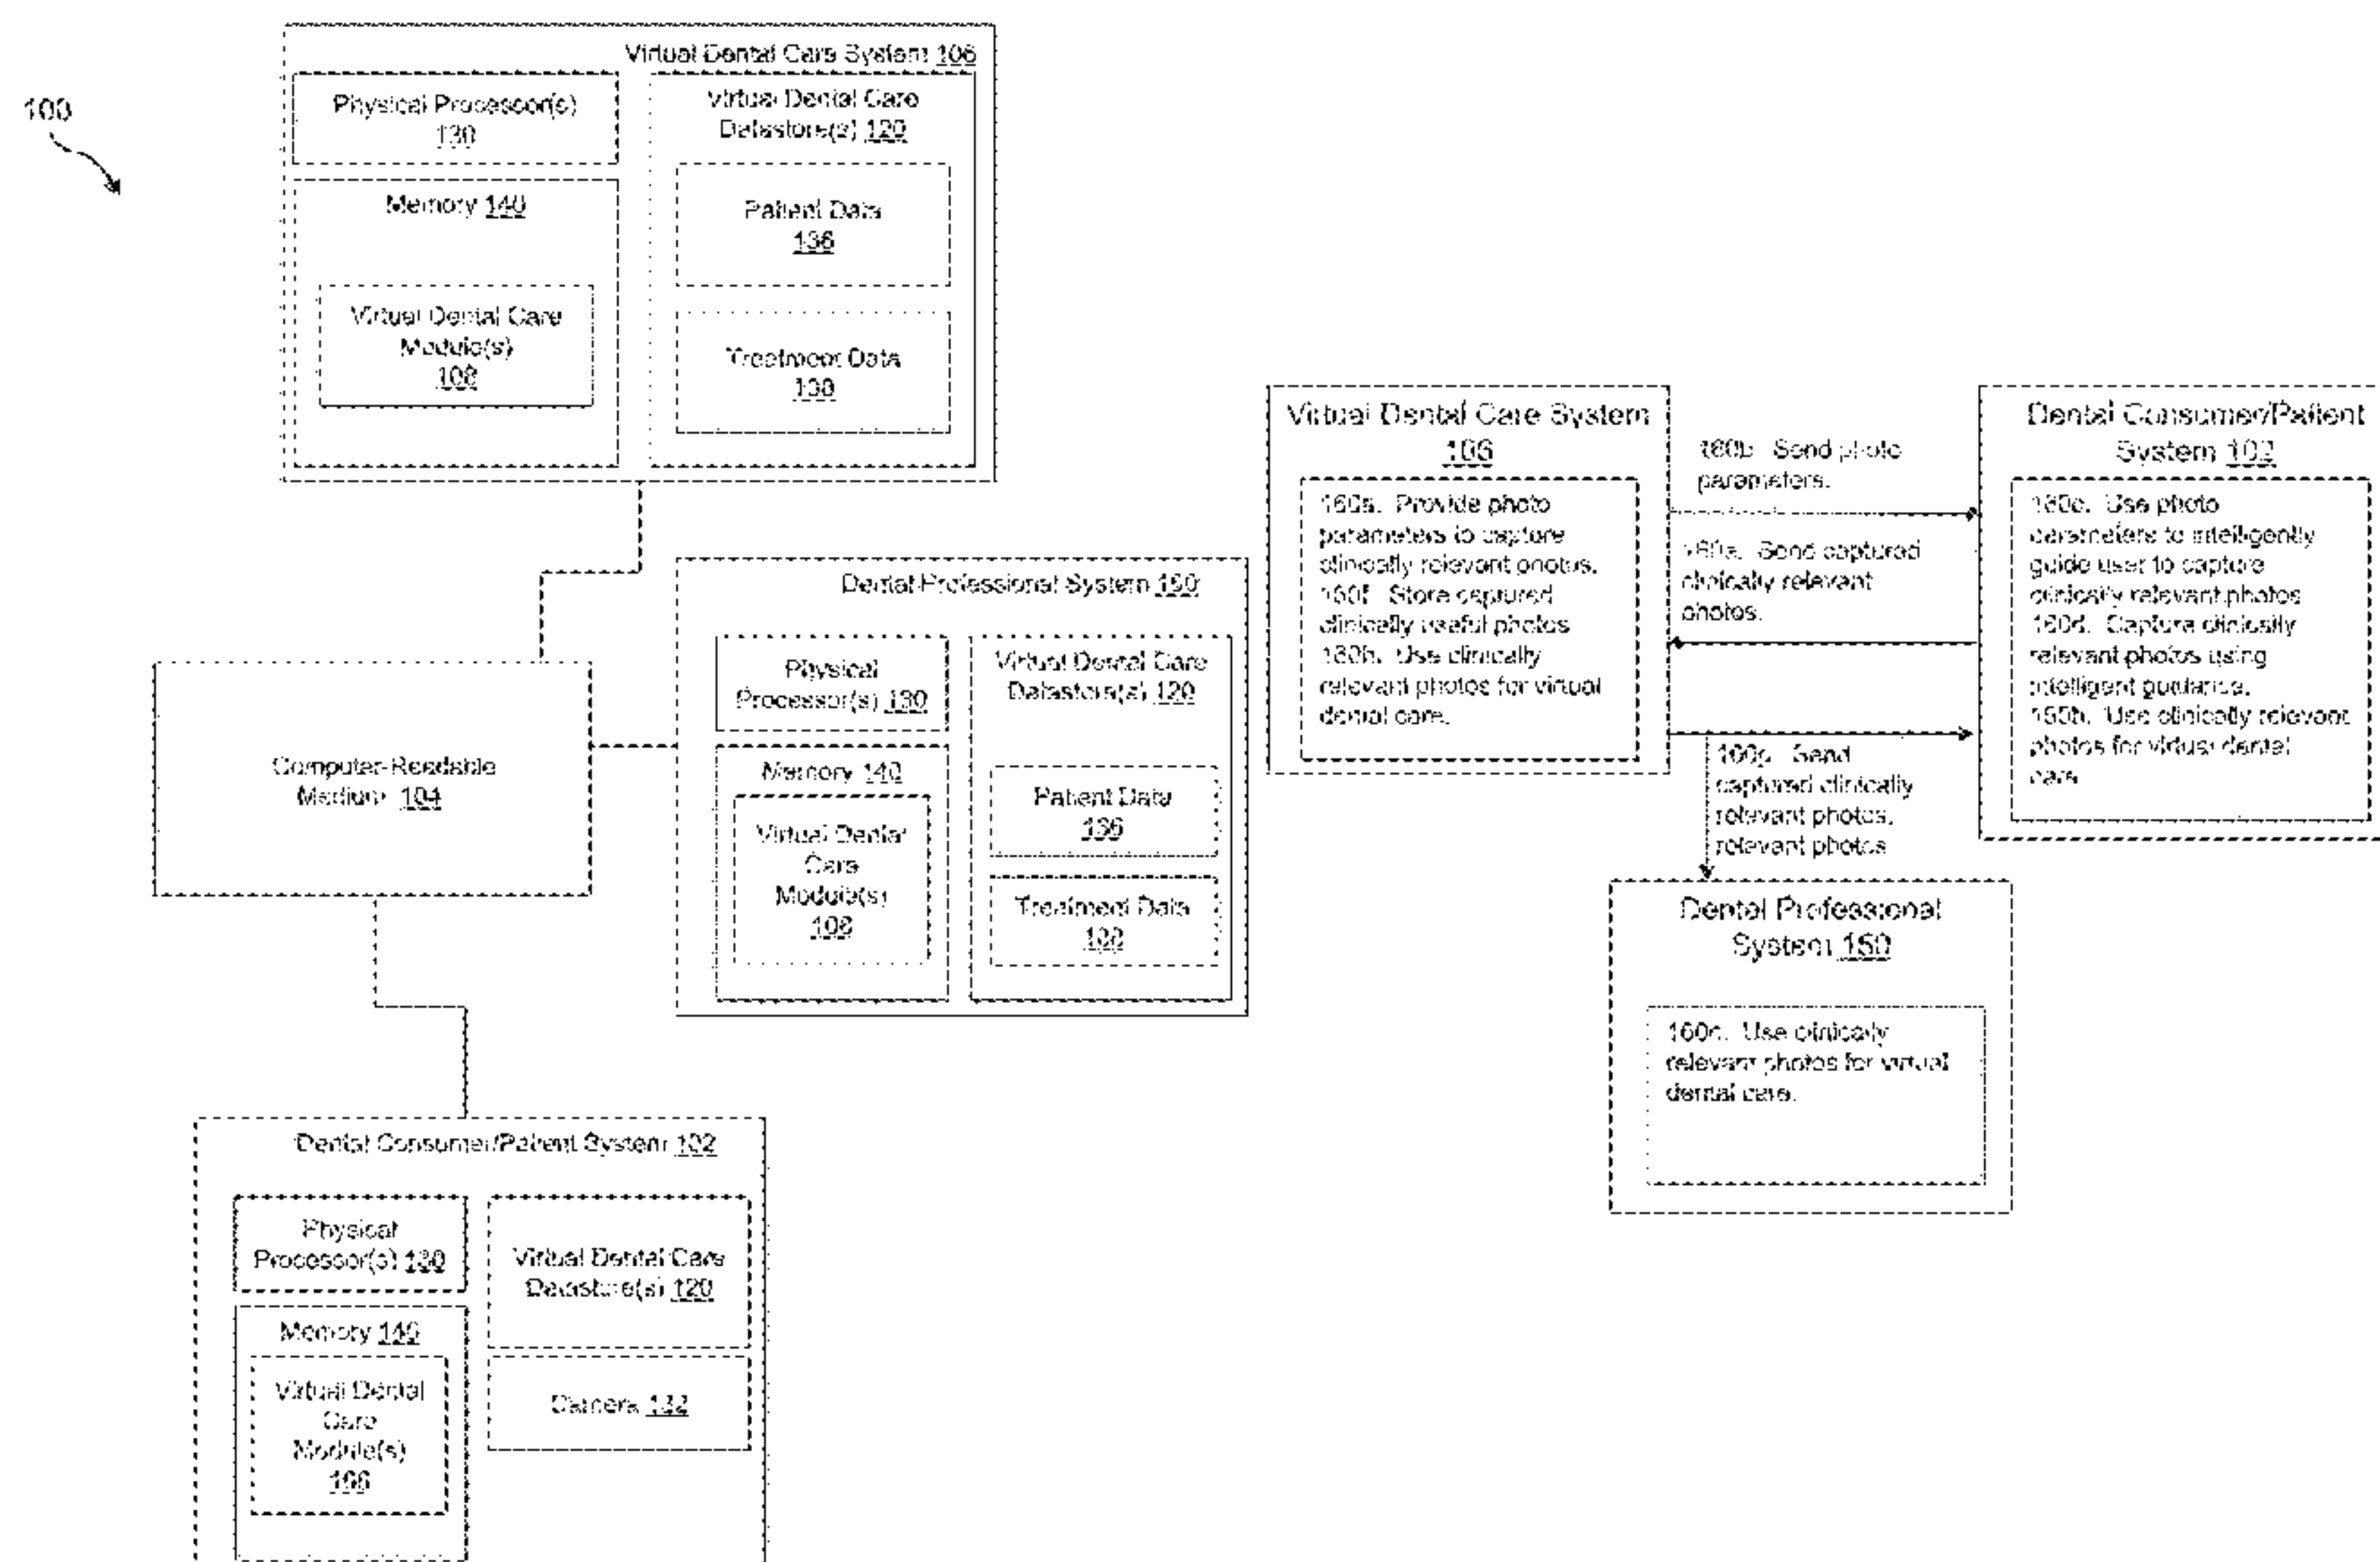 100
Virtual Dental Care System 106
Physical Processor(s)
130
Memory 140
Virtual Dental Care
Module(s)
108
Virtual Dental Care
Datastore(s) 120
Patient Data
136
Treatment Data
138
Computer-Readable
Medium 104
Dental Professional System 150
Physical
Processor(s) 130
Memory 140
Virtual Dental
Care
Module(s)
108
Virtual Dental Care
Datastore(s) 120
Patient Data
136
Treatment Data
138
Dental Consumer/Patient System 102
Physical
Processor(s) 130
Memory 140
Virtual Dental
Care
Module(s)
108
Virtual Dental Care
Datastore(s) 120
Camera 132
Virtual Dental Care System
106
160a. Provide photo
parameters to capture
clinically relevant photos.
160f. Store captured
clinically useful photos
160h. Use clinically
relevant photos for virtual
dental care.
160b. Send photo
parameters.
160e. Send captured
clinically relevant
photos.
160g. Send
captured clinically
relevant photos.
relevant photos
Dental Consumer/Patient
System 102
160c. Use photo
parameters to intelligently
guide user to capture
clinically relevant photos
160d. Capture clinically
relevant photos using
intelligent guidance.
160h. Use clinically relevant
photos for virtual dental
care
Dental Professional
System 150
Use clinically
relevant photos for virtual
dental care.